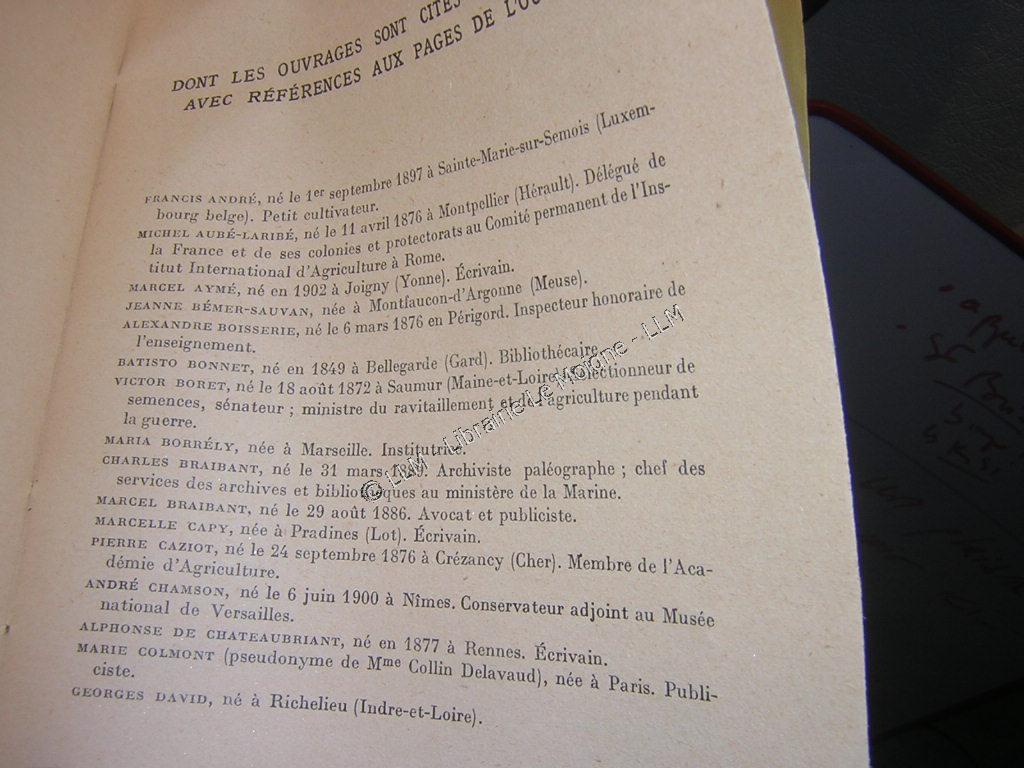 DONT LES OUVRAGES SONT CITÉS
AVEC RÉFÉRENCES AUX PAGES DE
FRANCIS ANDRÉ, né le 1er septembre 1897 à Sainte-Marie-sur-Semois (Luxem-
bourg belge). Petit cultivateur.
MICHEL AUBÉ-LARIBÉ, né le 11 avril 1876 à Montpellier (Hérault). Délégué de
la France et de ses colonies et protectorats au Comité permanent de l'Ins-
titut International d'Agriculture à Rome.
MARCEL AYMÉ, né en 1902 à Joigny (Yonne). Écrivain.
JEANNE BÉMER-SAUVAN, née à Montfaucon-d'Argonne (Meuse).
ALEXANDRE BOISSERIE, né le 6 mars 1876 en Périgord. Inspecteur honoraire de
l'enseignement.
BATISTO BONNET, né en 1849 à Bellegarde (Gard). Bibliothécaire.
VICTOR BORET, né le 18 août 1872 à Saumur (Maine-et-Loire). Sélectionneur de
semences, sénateur ; ministre du ravitaillement et de l'agriculture pendant
la guerre.
MARIA BORRÉLY, née à Marseille. Institutrice.
CHARLES BRAIBANT, né le 31 mars 1889. Archiviste paléographe ; chef des
services des archives et bibliothèques au ministère de la Marine.
MARCEL BRAIBANT, né le 29 août 1886. Avocat et publiciste.
MARCELLE CAPY, née à Pradines (Lot). Écrivain.
PIERRE CAZIOT, né le 24 septembre 1876 à Crézancy (Cher). Membre de l'Aca-
démie d'Agriculture.
ANDRÉ CHAMSON, né le 6 juin 1900 à Nîmes. Conservateur adjoint au Musée
national de Versailles.
ALPHONSE DE CHATEAUBRIANT, né en 1877 à Rennes. Écrivain.
MARIE COLMONT (pseudonyme de Mme Collin Delavaud), née à Paris. Publi-
ciste.
GEORGES DAVID, né à Richelieu (Indre-et-Loire).
© LLM - Librairie Le Moione - LLM